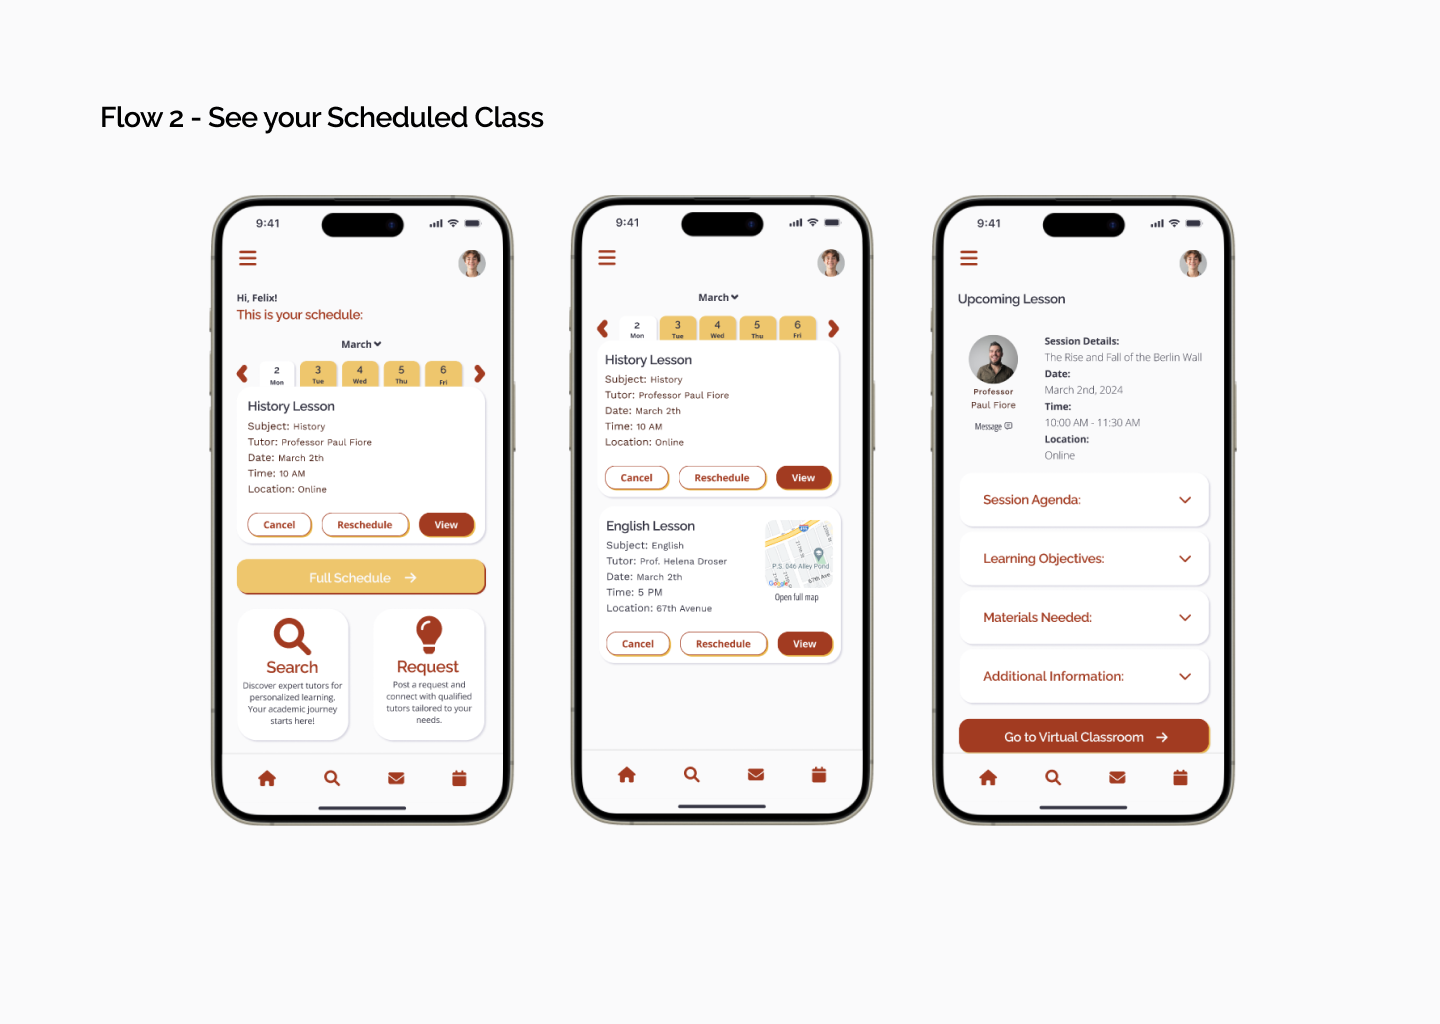 Flow 2 - See your Scheduled Class
9:41
Hi, Felix!
This is your schedule:
March
2 3 4 5 6
Mon Tue Wed Thu Fri
History Lesson
Subject: History
Tutor: Professor Paul Fiore
Date: March 2th
Time: 10 AM
Location: Online
Cancel Reschedule View
Full Schedule
Search
Discover expert tutors for
personalized learning.
Your academic journey
starts here!
Request
Post a request and
connect with qualified
tutors tailored to your
needs.
9:41
March
2 3 4 5 6
Mon Tue Wed Thu Fri
History Lesson
Subject: History
Tutor: Professor Paul Fiore
Date: March 2th
Time: 10 AM
Location: Online
Cancel Reschedule View
English Lesson
Subject: English
Tutor: Prof. Helena Droser
Date: March 2th
Time: 5 PM
Location: 67th Avenue
P.S. 046 Alley Pond
67th Ave
Google
Open full map
Cancel Reschedule View
9:41
Upcoming Lesson
Professor
Paul Fiore
Message
Session Details:
The Rise and Fall of the Berlin Wall
Date:
March 2nd, 2024
Time:
10:00 AM - 11:30 AM
Location:
Online
Session Agenda:
Learning Objectives:
Materials Needed:
Additional Information:
Go to Virtual Classroom